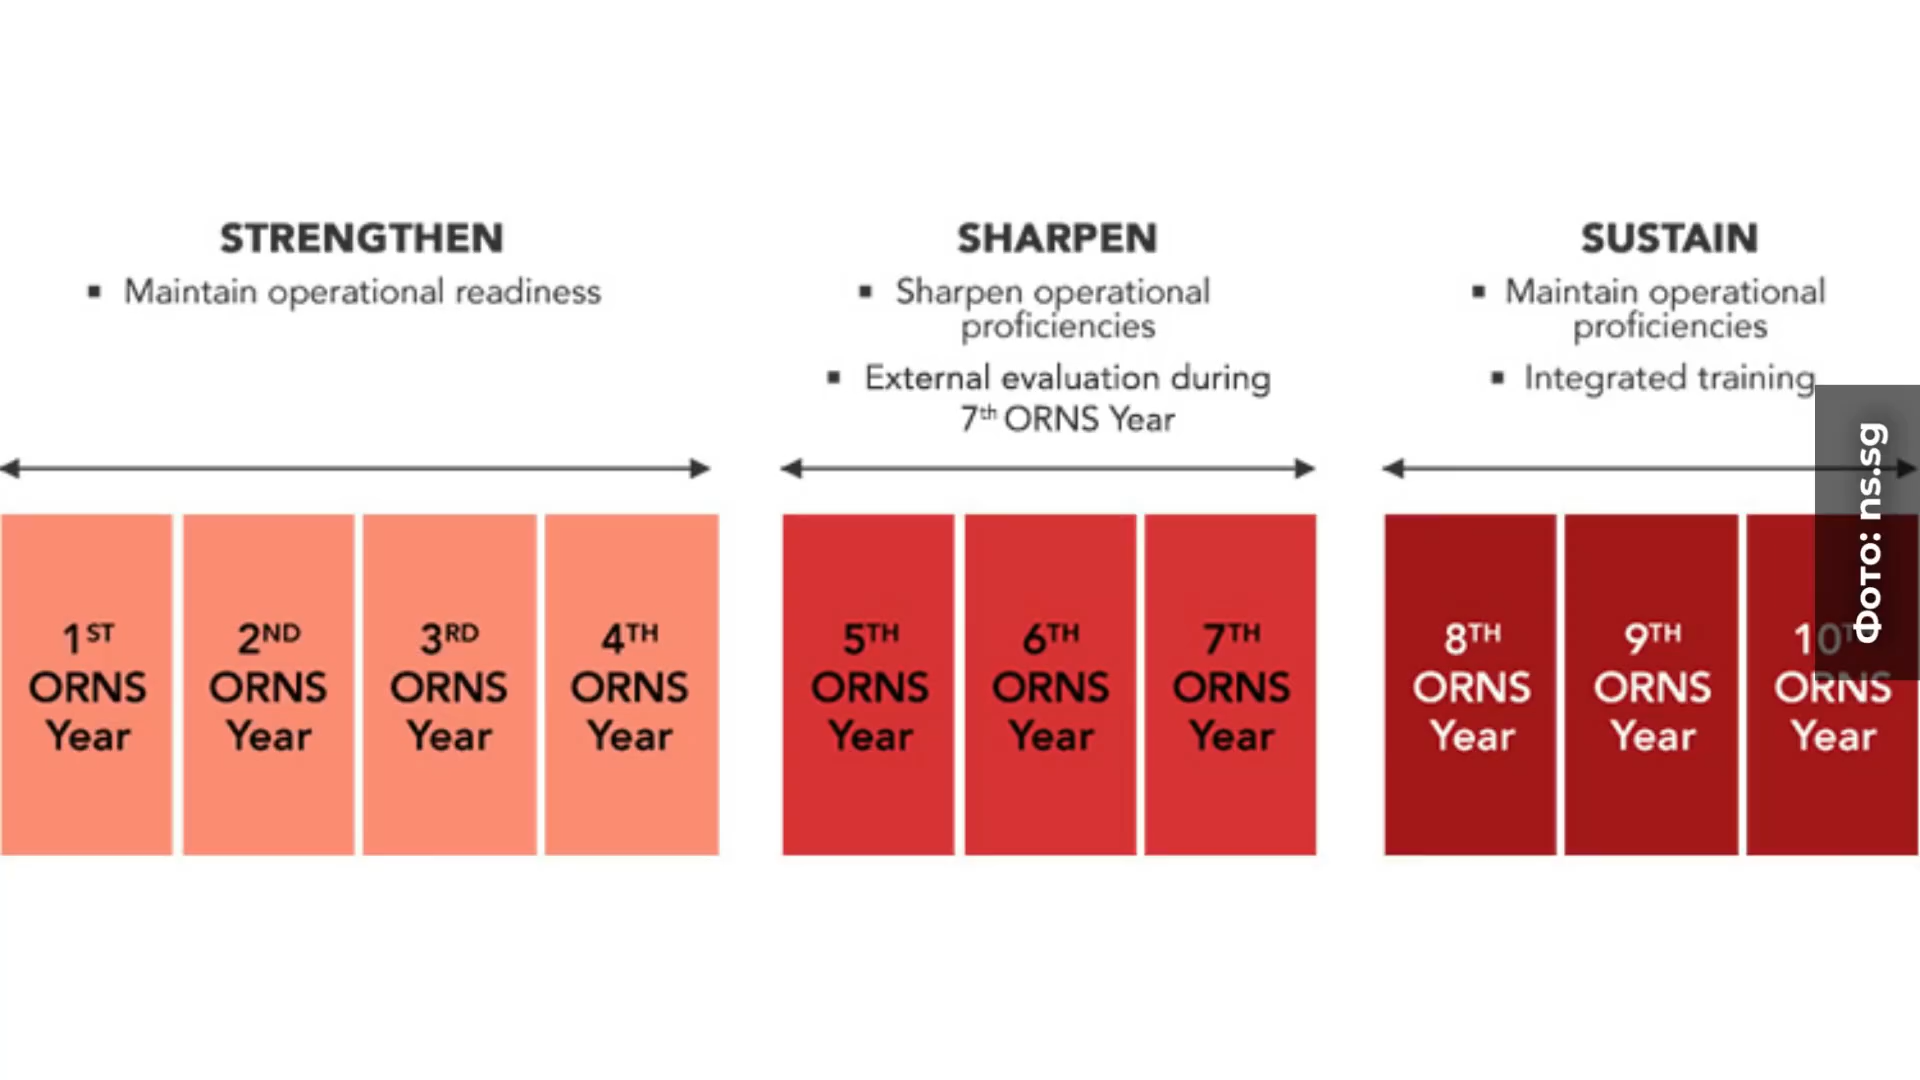 STRENGTHEN
▪ Maintain operational readiness
SHARPEN
▪ Sharpen operational
proficiencies
▪ External evaluation during
7th ORNS Year
SUSTAIN
▪ Maintain operational
proficiencies
▪ Integrated training
1ST
ORNS
Year
2ND
ORNS
Year
3RD
ORNS
Year
4TH
ORNS
Year
5TH
ORNS
Year
6TH
ORNS
Year
7TH
ORNS
Year
8TH
ORNS
Year
9TH
ORNS
Year
10T
ORNS
Year
Фото: ns.sg